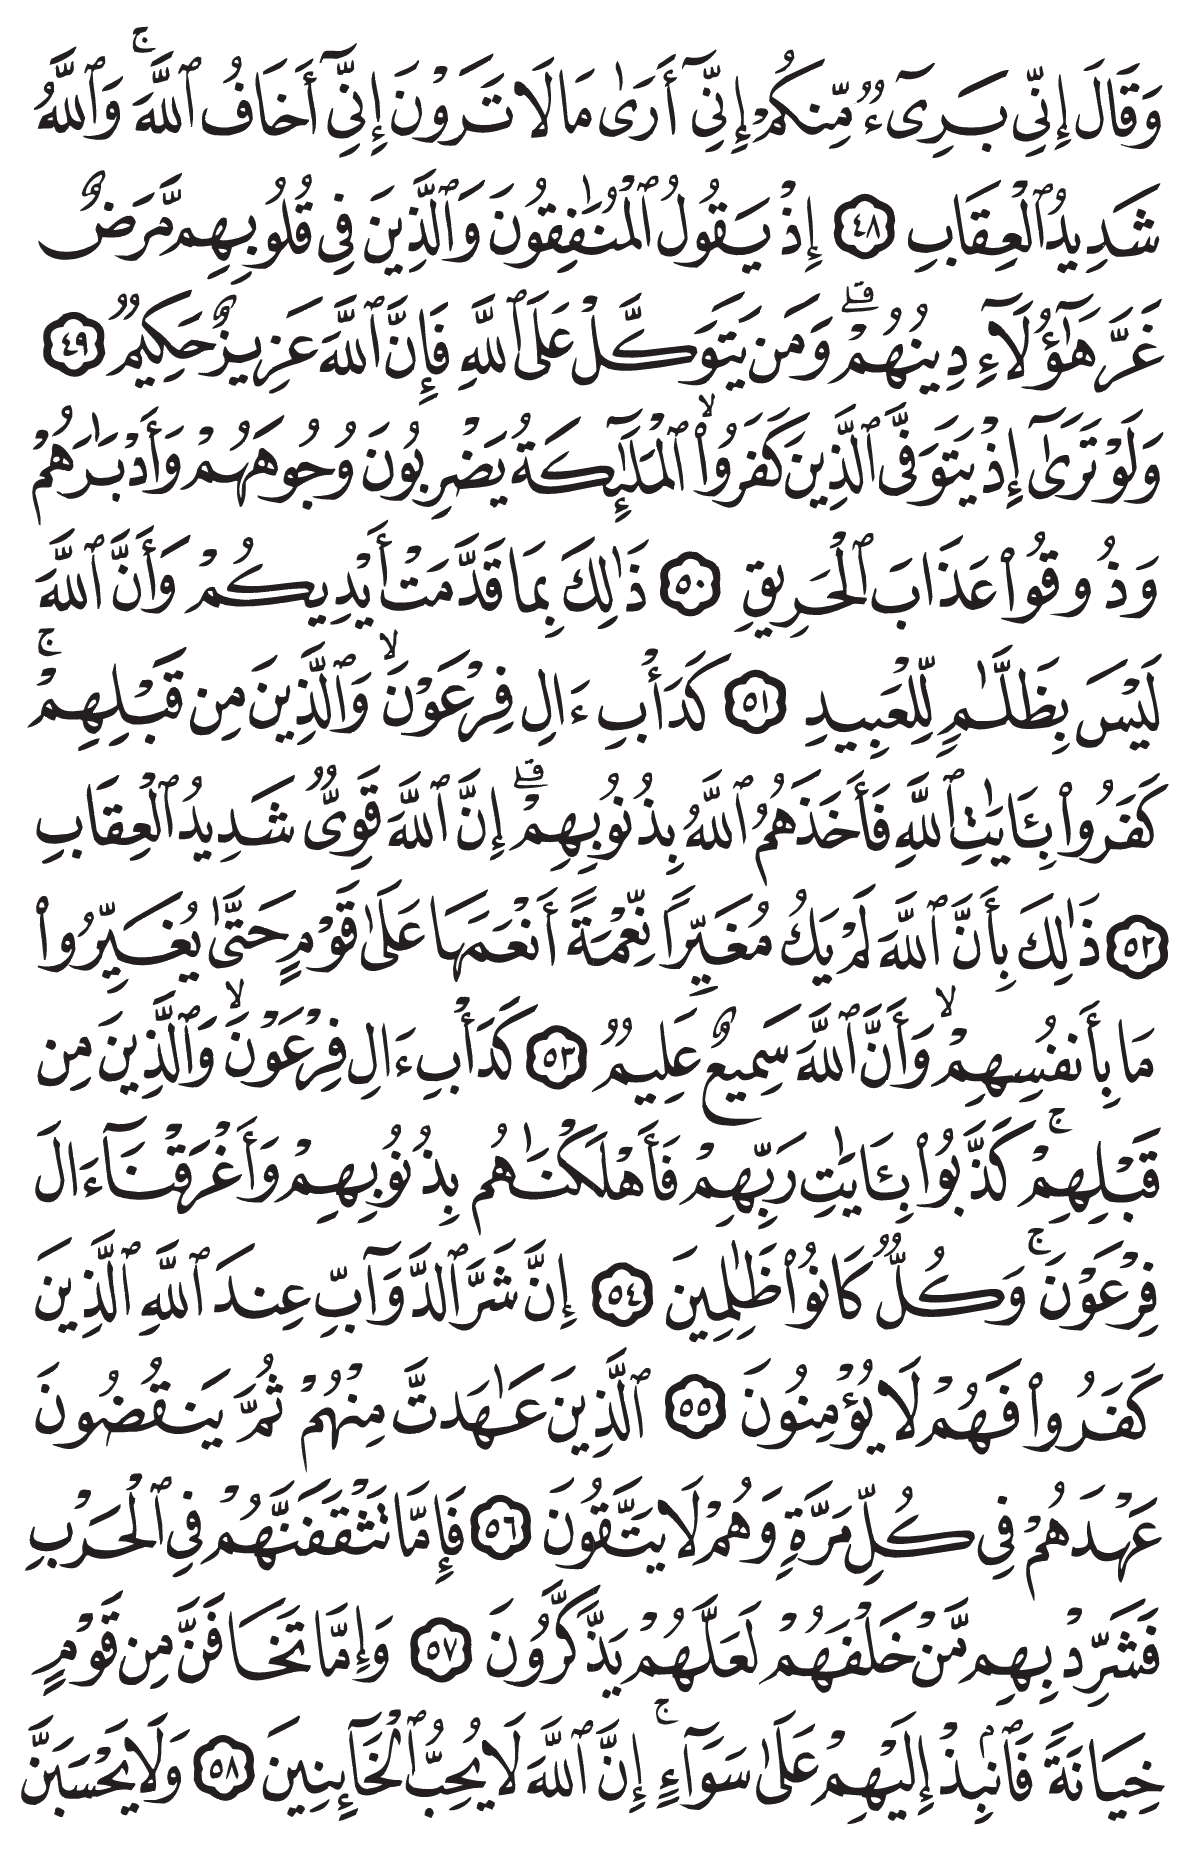 وَقَالَ إِنِّى بَرِىٓءٌ مِّنكُمْ إِنِّىٓ أَرَىٰ مَا لَا تَرَوْنَ إِنِّىٓ أَخَافُ ٱللَّهَ ۚ وَٱللَّهُ
شَدِيدُ ٱلْعِقَابِ ٤٨ إِذْ يَقُولُ ٱلْمُنَٰفِقُونَ وَٱلَّذِينَ فِى قُلُوبِهِم مَّرَضٌ
غَرَّ هَٰٓؤُلَآءِ دِينُهُمْ ۗ وَمَن يَتَوَكَّلْ عَلَى ٱللَّهِ فَإِنَّ ٱللَّهَ عَزِيزٌ حَكِيمٌ ٤٩
وَلَوْ تَرَىٰٓ إِذْ يَتَوَفَّى ٱلَّذِينَ كَفَرُوا۟ ۙ ٱلْمَلَٰٓئِكَةُ يَضْرِبُونَ وُجُوهَهُمْ وَأَدْبَٰرَهُمْ
وَذُوقُوا۟ عَذَابَ ٱلْحَرِيقِ ٥٠ ذَٰلِكَ بِمَا قَدَّمَتْ أَيْدِيكُمْ وَأَنَّ ٱللَّهَ
لَيْسَ بِظَلَّٰمٍ لِّلْعَبِيدِ ٥١ كَدَأْبِ ءَالِ فِرْعَوْنَ ۙ وَٱلَّذِينَ مِن قَبْلِهِمْ ۚ
كَفَرُوا۟ بِـَٔايَٰتِ ٱللَّهِ فَأَخَذَهُمُ ٱللَّهُ بِذُنُوبِهِمْ ۗ إِنَّ ٱللَّهَ قَوِىٌّ شَدِيدُ ٱلْعِقَابِ
٥٢ ذَٰلِكَ بِأَنَّ ٱللَّهَ لَمْ يَكُ مُغَيِّرًا نِّعْمَةً أَنْعَمَهَا عَلَىٰ قَوْمٍ حَتَّىٰ يُغَيِّرُوا۟
مَا بِأَنفُسِهِمْ ۙ وَأَنَّ ٱللَّهَ سَمِيعٌ عَلِيمٌ ٥٣ كَدَأْبِ ءَالِ فِرْعَوْنَ ۙ وَٱلَّذِينَ مِن
قَبْلِهِمْ ۚ كَذَّبُوا۟ بِـَٔايَٰتِ رَبِّهِمْ فَأَهْلَكْنَٰهُم بِذُنُوبِهِمْ وَأَغْرَقْنَآ ءَالَ
فِرْعَوْنَ ۚ وَكُلٌّ كَانُوا۟ ظَٰلِمِينَ ٥٤ إِنَّ شَرَّ ٱلدَّوَآبِّ عِندَ ٱللَّهِ ٱلَّذِينَ
كَفَرُوا۟ فَهُمْ لَا يُؤْمِنُونَ ٥٥ ٱلَّذِينَ عَٰهَدتَّ مِنْهُمْ ثُمَّ يَنقُضُونَ
عَهْدَهُمْ فِى كُلِّ مَرَّةٍ وَهُمْ لَا يَتَّقُونَ ٥٦ فَإِمَّا تَثْقَفَنَّهُمْ فِى ٱلْحَرْبِ
فَشَرِّدْ بِهِم مَّنْ خَلْفَهُمْ لَعَلَّهُمْ يَذَّكَّرُونَ ٥٧ وَإِمَّا تَخَافَنَّ مِن قَوْمٍ
خِيَانَةً فَٱنۢبِذْ إِلَيْهِمْ عَلَىٰ سَوَآءٍ ۚ إِنَّ ٱللَّهَ لَا يُحِبُّ ٱلْخَآئِنِينَ ٥٨ وَلَا يَحْسَبَنَّ